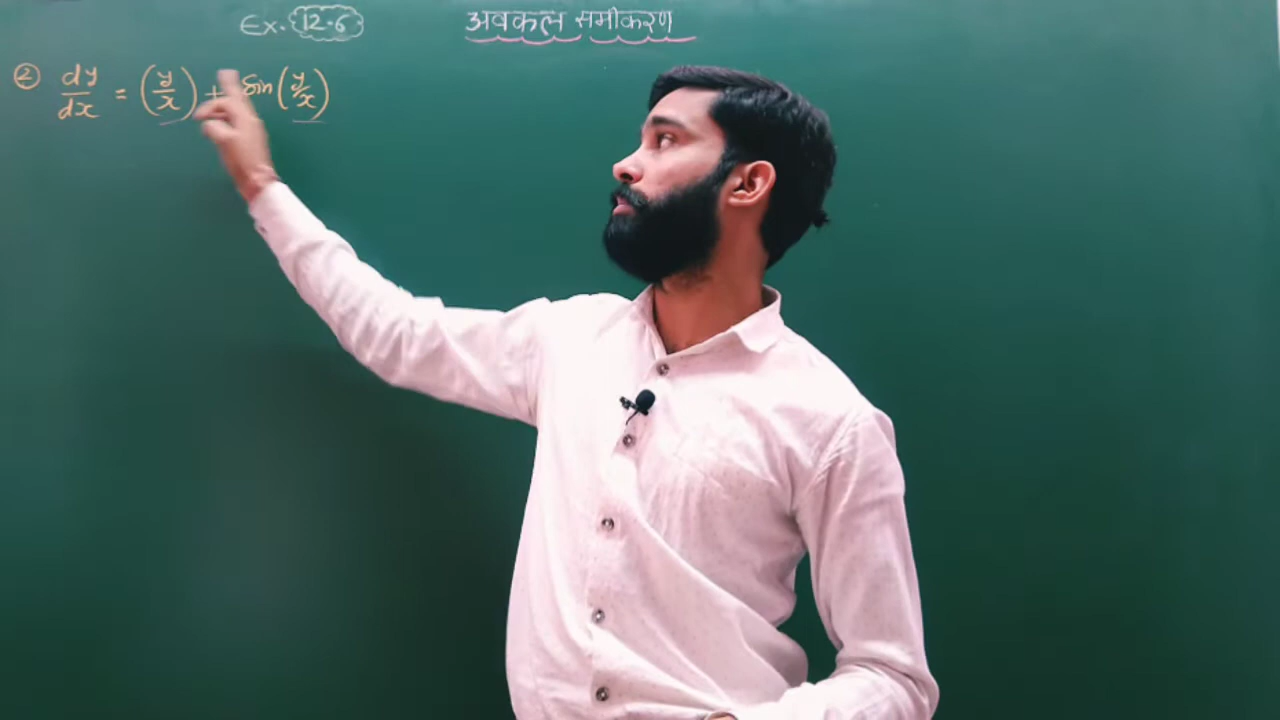 Ex. 12.6 अवकल समीकरण
② dy/dx = (y/x) + sin(y/x)